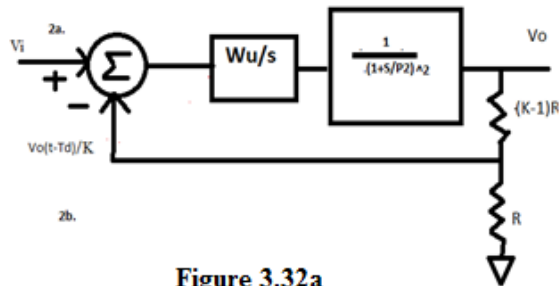 2a.
Vi
+
Σ
−
Wu/s
1
.(1+S/P2)^2
Vo
(K-1)R
Vo(t-Td)/K
R
2b.
Figure 3.32a